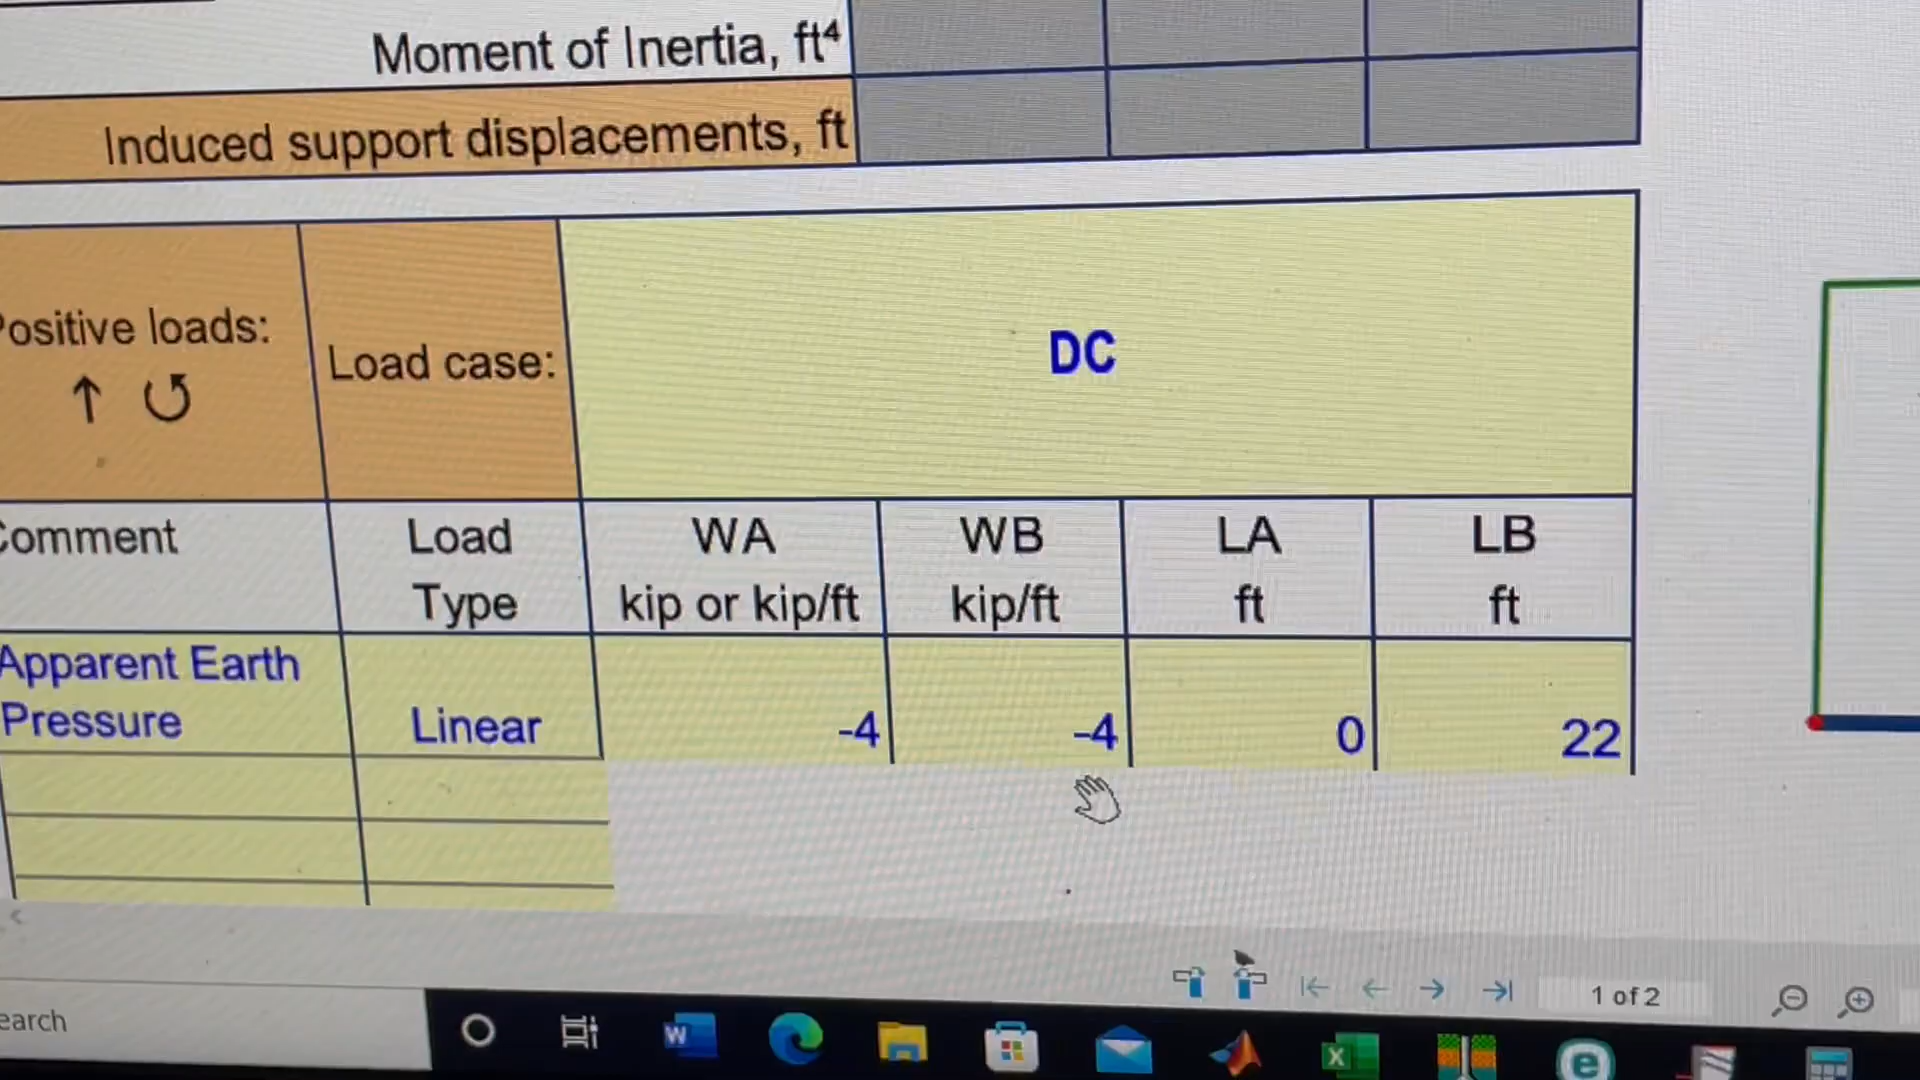 Moment of Inertia, ft⁴
Induced support displacements, ft
Positive loads:
↑ ↺
Load case:
DC
Comment
Load Type
WA kip or kip/ft
WB kip/ft
LA ft
LB ft
Apparent Earth Pressure
Linear
-4
-4
0
22
1 of 2
earch